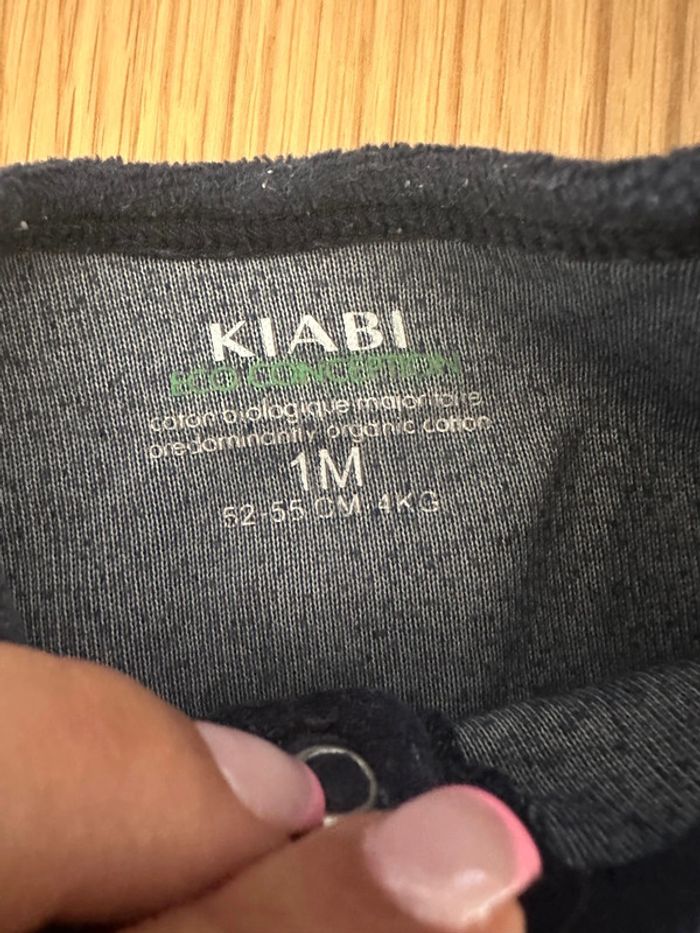 KIABI
ECO CONCEPTION
coton biologique majoritaire
predominantly organic cotton
1M
52-55 CM 4KG